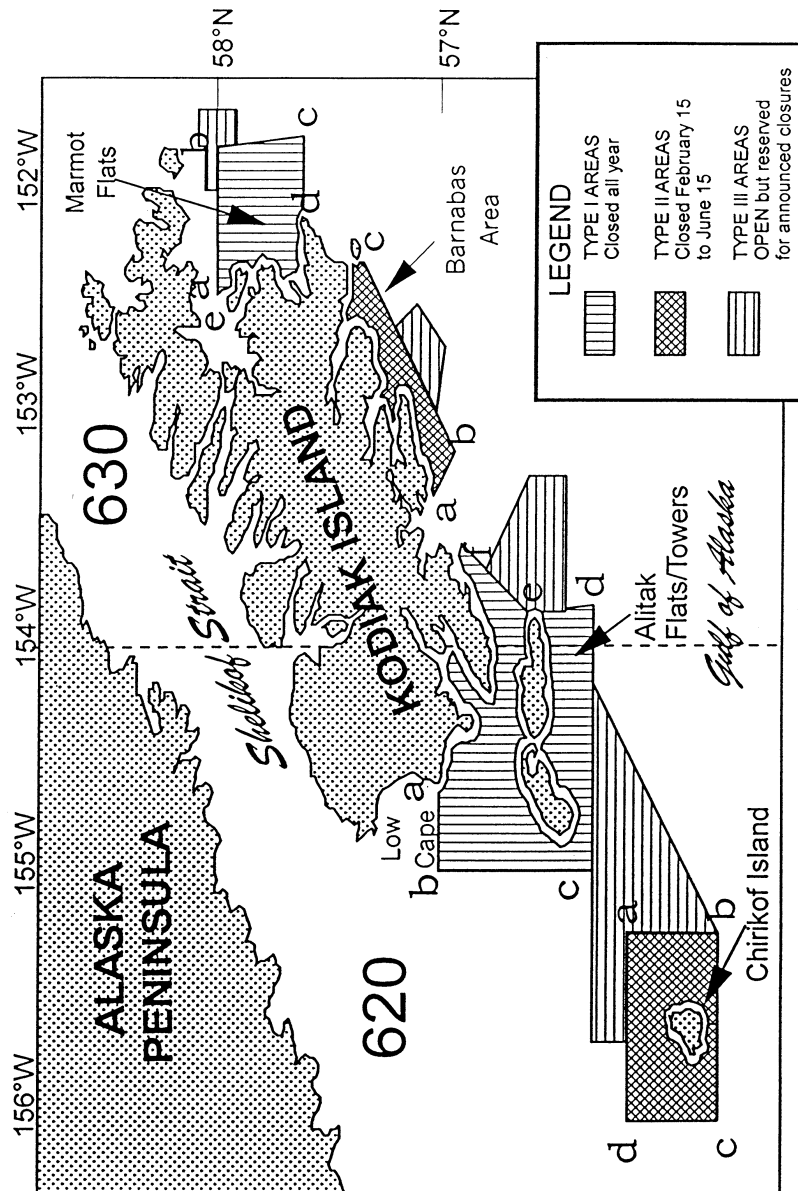 156°W
155°W
154°W
153°W
152°W
58°N
57°N
ALASKA
PENINSULA
Shelikof Strait
630
620
KODIAK ISLAND
Marmot
Flats
a
a
e
d
c
Barnabas
Area
c
b
a
Low
Cape
a
b
c
d
e
f
Alitak
Flats/Towers
Gulf of Alaska
a
b
c
d
Chirikof Island
LEGEND
TYPE I AREAS
Closed all year
TYPE II AREAS
Closed February 15
to June 15
TYPE III AREAS
OPEN but reserved
for announced closures